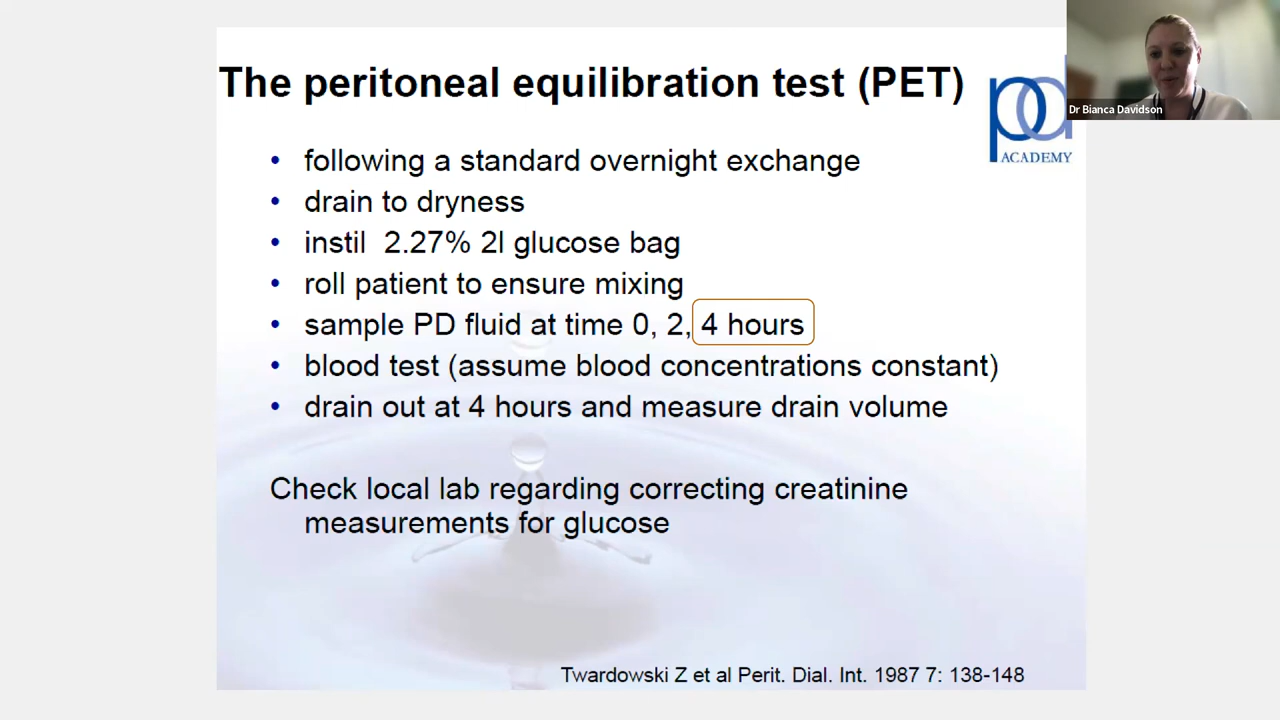 The peritoneal equilibration test (PET)
Dr Bianca Davidson
pd
ACADEMY
• following a standard overnight exchange
• drain to dryness
• instil 2.27% 2l glucose bag
• roll patient to ensure mixing
• sample PD fluid at time 0, 2, 4 hours
• blood test (assume blood concentrations constant)
• drain out at 4 hours and measure drain volume
Check local lab regarding correcting creatinine
measurements for glucose
Twardowski Z et al Perit. Dial. Int. 1987 7: 138-148